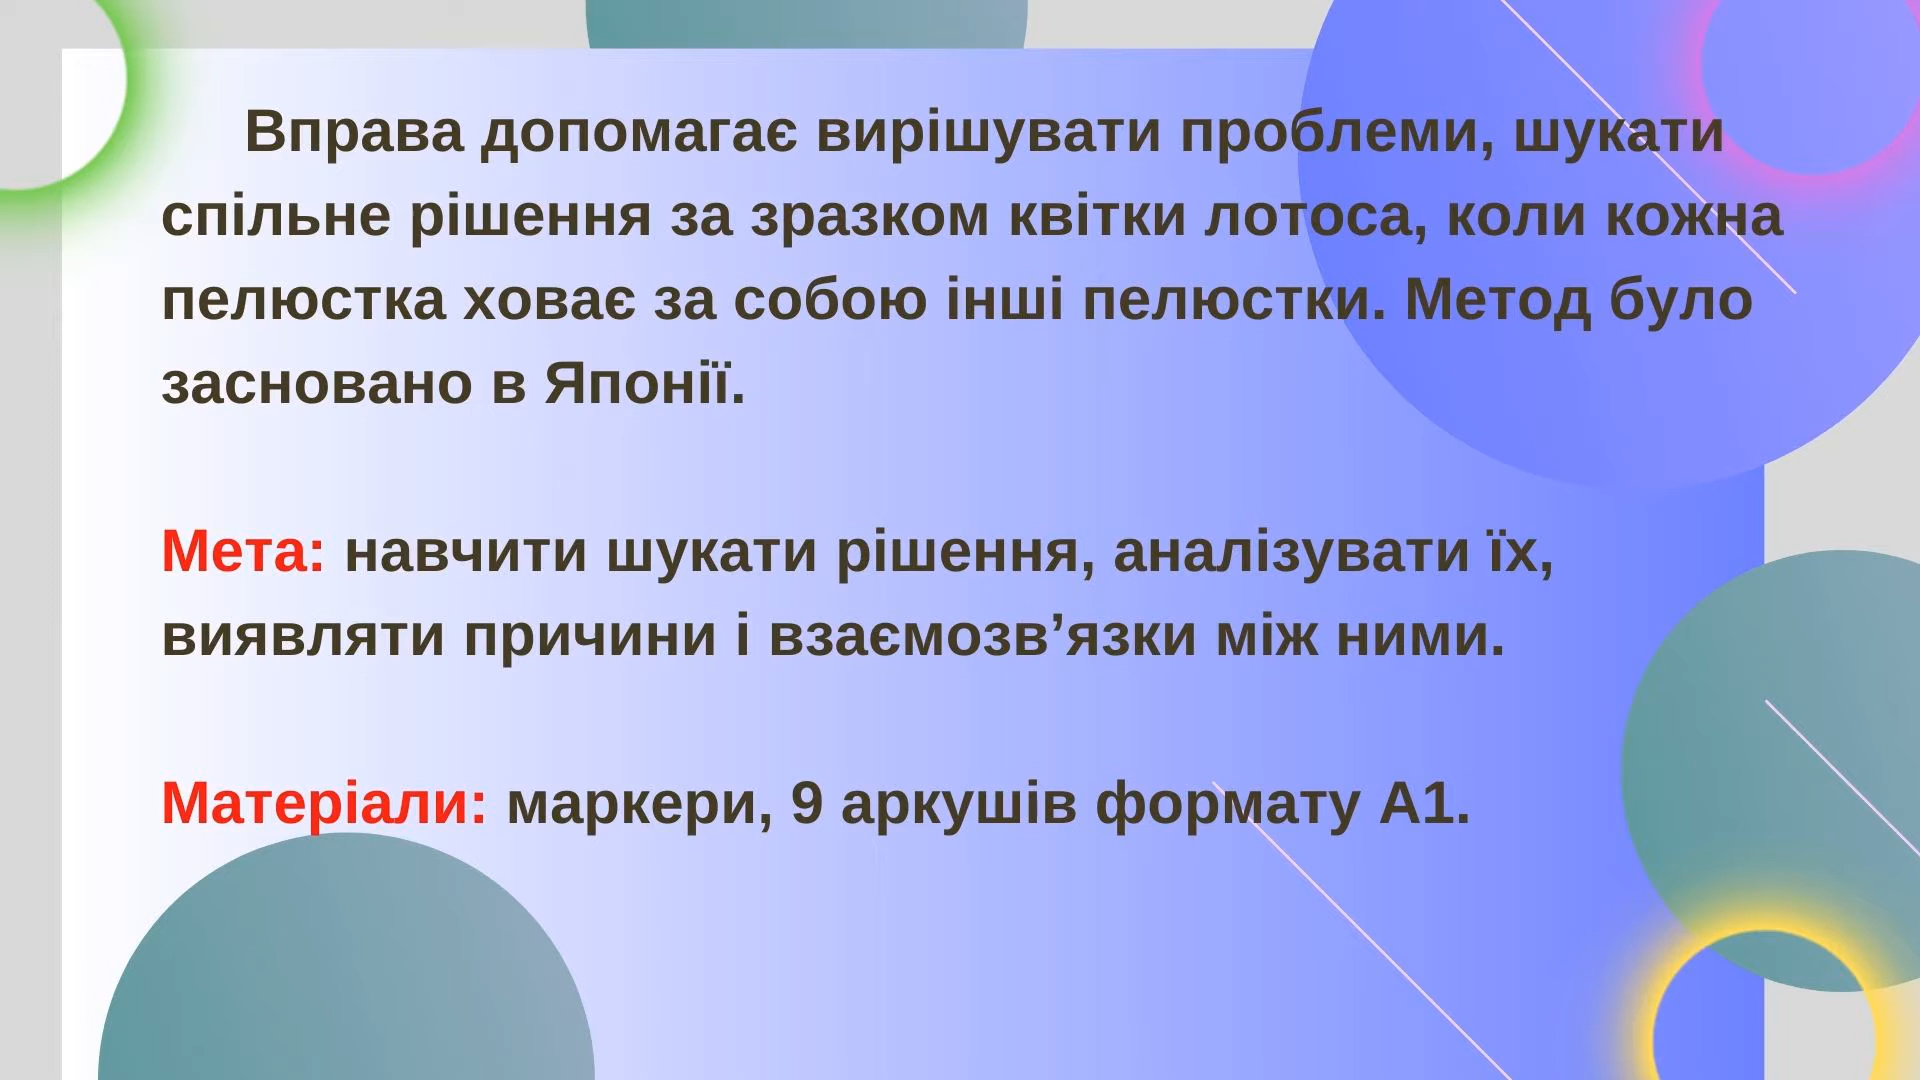 Вправа допомагає вирішувати проблеми, шукати
спільне рішення за зразком квітки лотоса, коли кожна
пелюстка ховає за собою інші пелюстки. Метод було
засновано в Японії.
Мета: навчити шукати рішення, аналізувати їх,
виявляти причини і взаємозв’язки між ними.
Матеріали: маркери, 9 аркушів формату А1.